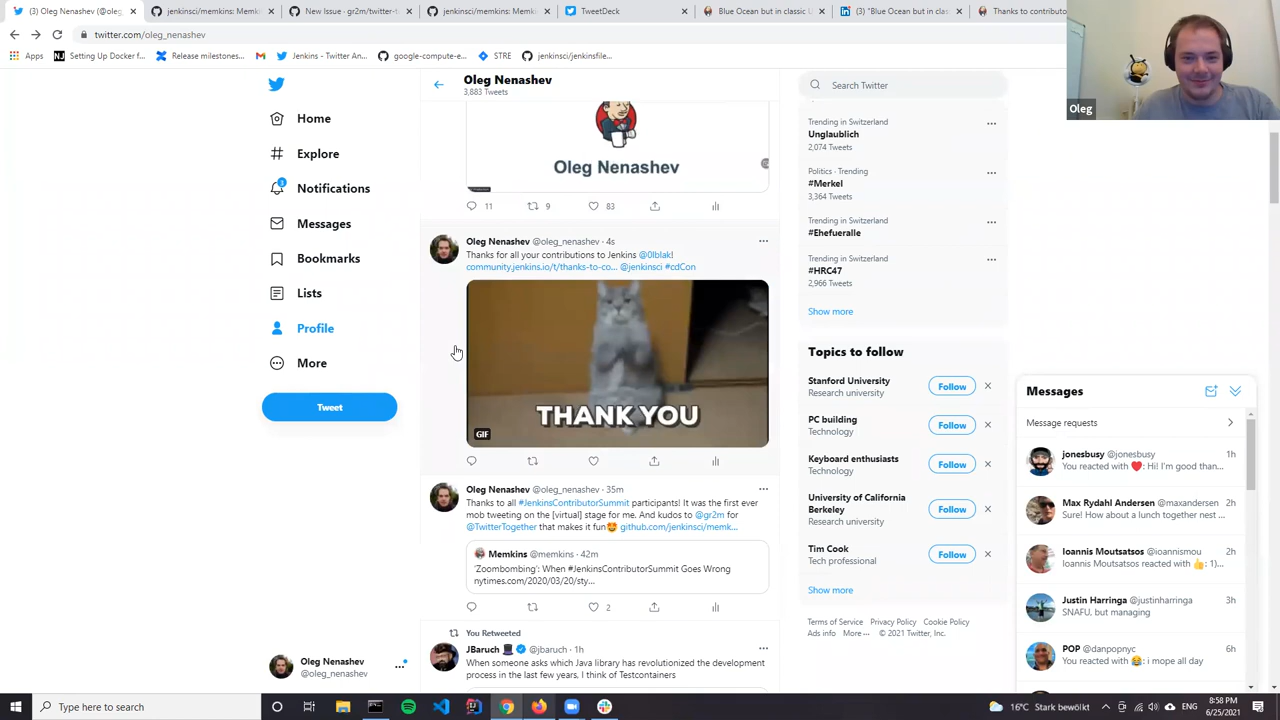 (3) Oleg Nenashev (@oleg_
jenkinsci/memkins: Memk
New Issue · gr2m/twitter-t
jenkinsci/memkins: Memk
TweetDeck
"Blue Ocean but in classic U
(3) "Blue Ocean but in clas
Thanks to contributo
twitter.com/oleg_nenashev
Apps
Setting Up Docker f...
Release milestones...
Jenkins - Twitter An...
google-compute-e...
STRE
jenkinsci/jenkinsfile...
Oleg
Oleg Nenashev
3,883 Tweets
Search Twitter
Home
Explore
3
Notifications
Messages
Bookmarks
Lists
Profile
More
Tweet
Oleg Nenashev
@oleg_nenashev
Oleg Nenashev
11
9
83
Oleg Nenashev @oleg_nenashev · 4s
Thanks for all your contributions to Jenkins @0lblak!
community.jenkins.io/t/thanks-to-co... @jenkinsci #cdCon
THANK YOU
GIF
Oleg Nenashev @oleg_nenashev · 35m
Thanks to all #JenkinsContributorSummit participants! It was the first ever
mob tweeting on the [virtual] stage for me. And kudos to @gr2m for
@TwitterTogether that makes it fun🤩 github.com/jenkinsci/memk...
Memkins @memkins · 42m
'Zoombombing': When #JenkinsContributorSummit Goes Wrong
nytimes.com/2020/03/20/sty...
2
You Retweeted
JBaruch 🎩 @jbaruch · 1h
When someone asks which Java library has revolutionized the development
process in the last few years, I think of Testcontainers
Trending in Switzerland
Unglaublich
2,074 Tweets
Politics · Trending
#Merkel
3,364 Tweets
Trending in Switzerland
#Ehefueralle
Trending in Switzerland
#HRC47
2,966 Tweets
Show more
Topics to follow
Stanford University
Research university
Follow
PC building
Technology
Follow
Keyboard enthusiasts
Technology
Follow
University of California
Berkeley
Research university
Follow
Tim Cook
Tech professional
Follow
Show more
Terms of Service Privacy Policy Cookie Policy
Ads info More ··· © 2021 Twitter, Inc.
Messages
Message requests
jonesbusy @jonesbusy 1h
You reacted with ❤️: Hi! I'm good than...
Max Rydahl Andersen @maxandersen 2h
Sure! How about a lunch together nest ...
Ioannis Moutsatsos @ioannismou 2h
Ioannis Moutsatsos reacted with 👍: 1)...
Justin Harringa @justinharringa 3h
SNAFU, but managing
POP @danpopnyc 6h
You reacted with 😂: i mope all day
Type here to search
16°C Stark bewölkt
ENG
8:58 PM
6/25/2021